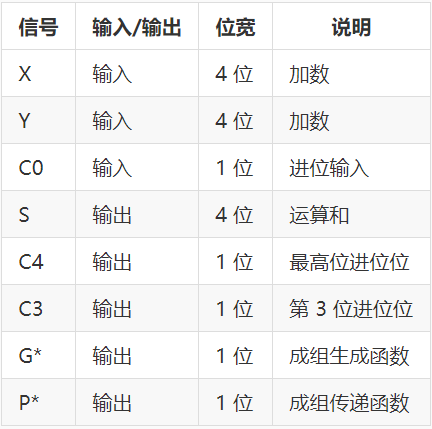 信号 输入/输出 位宽 说明
X 输入 4 位 加数
Y 输入 4 位 加数
C0 输入 1 位 进位输入
S 输出 4 位 运算和
C4 输出 1 位 最高位进位位
C3 输出 1 位 第 3 位进位位
G* 输出 1 位 成组生成函数
P* 输出 1 位 成组传递函数